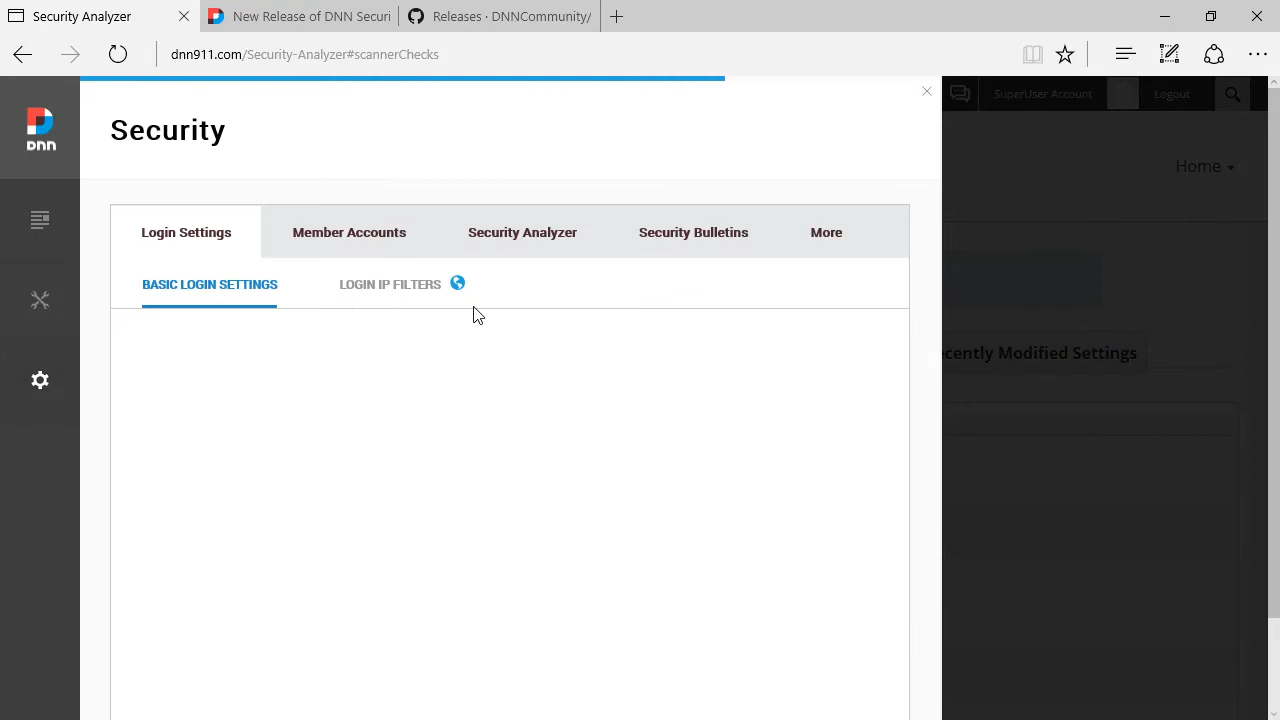 Security Analyzer
New Release of DNN Securi
Releases · DNNCommunity/
dnn911.com/Security-Analyzer#scannerChecks
SuperUser Account
Logout
DNN
Security
Home
Login Settings
Member Accounts
Security Analyzer
Security Bulletins
More
BASIC LOGIN SETTINGS
LOGIN IP FILTERS
ecently Modified Settings